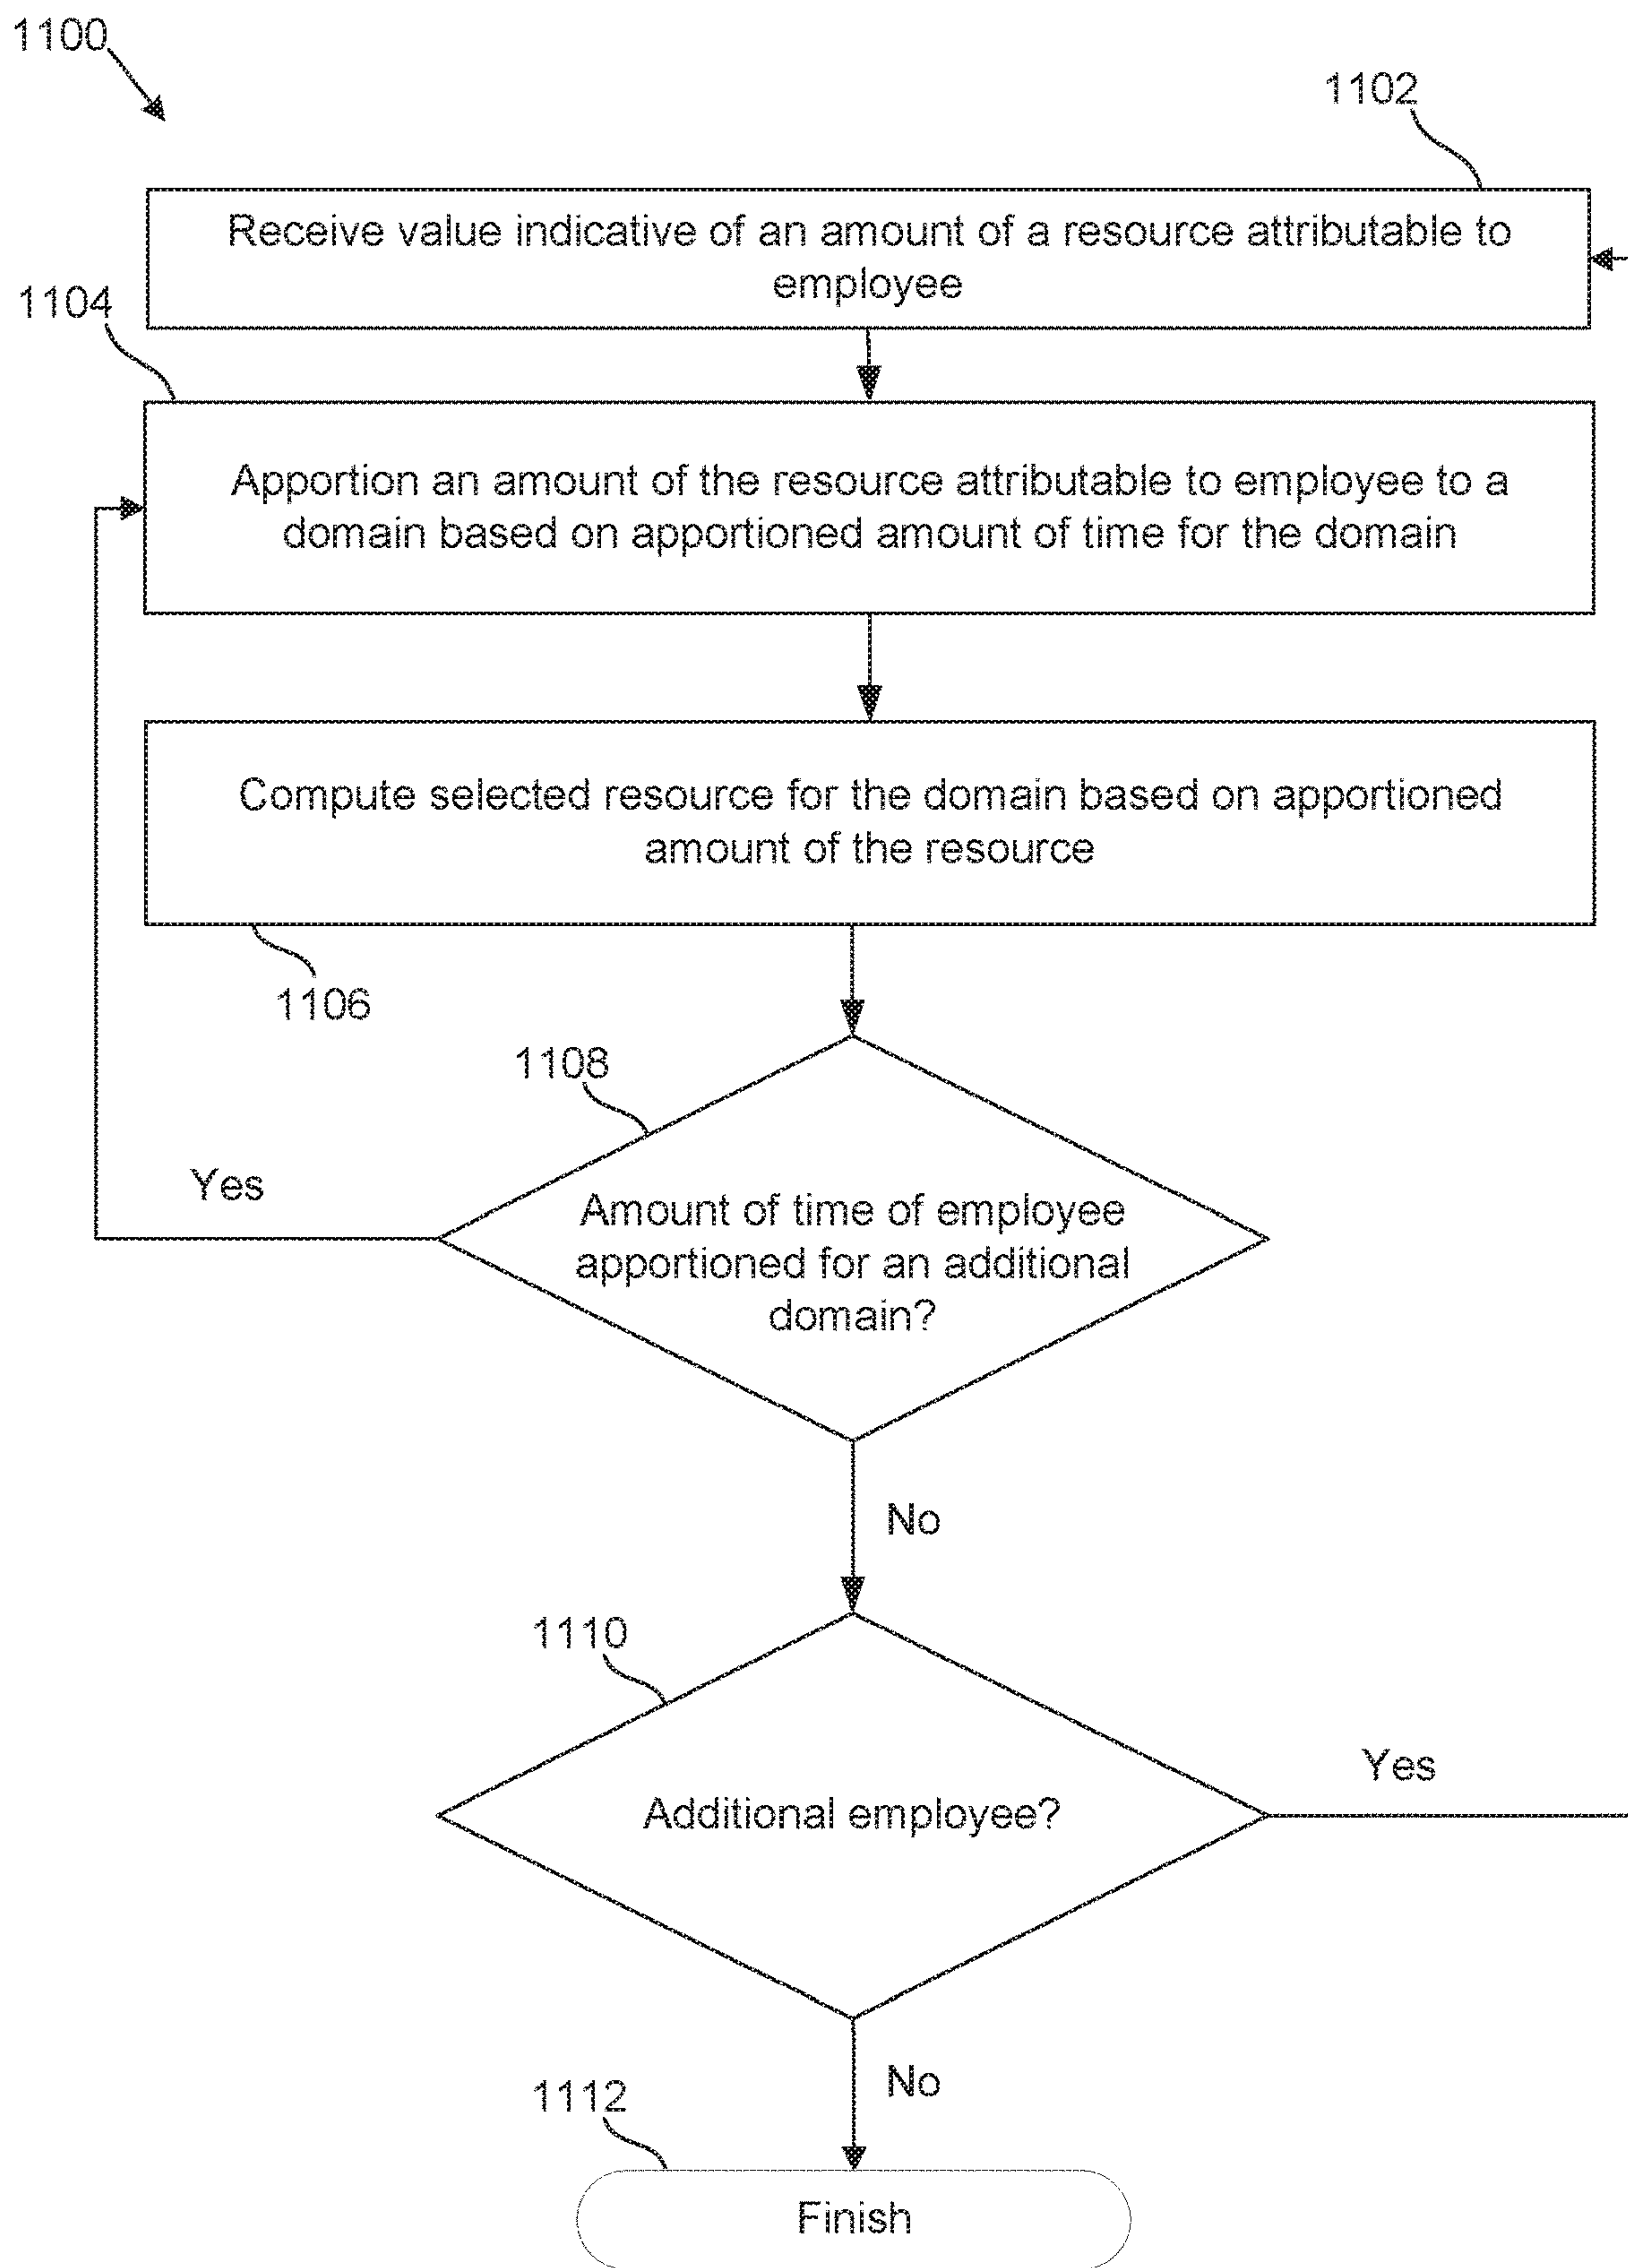 1100
1102
Receive value indicative of an amount of a resource attributable to
employee
1104
Apportion an amount of the resource attributable to employee to a
domain based on apportioned amount of time for the domain
Compute selected resource for the domain based on apportioned
amount of the resource
1106
1108
Yes
Amount of time of employee
apportioned for an additional
domain?
No
1110
Yes
Additional employee?
No
1112
Finish